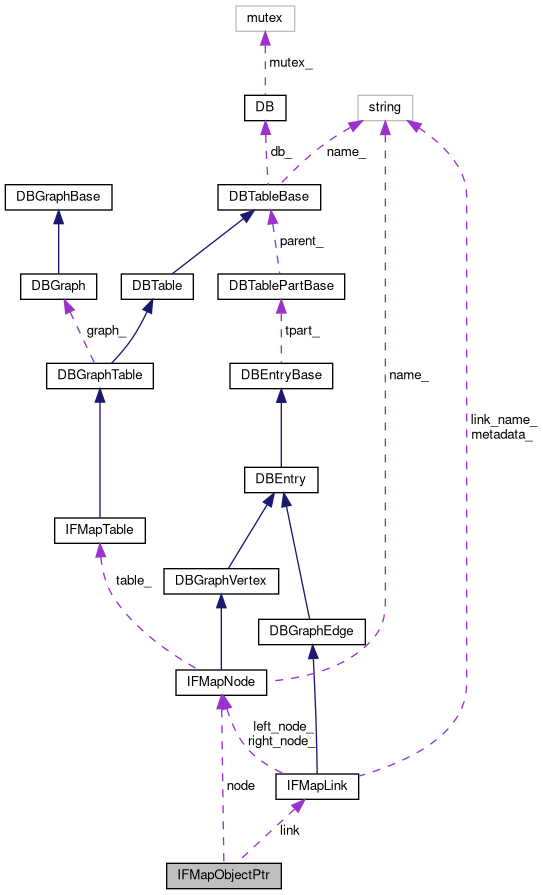 mutex
mutex_
DB
string
db_
name_
DBGraphBase
DBTableBase
parent_
DBGraph
DBTable
DBTablePartBase
graph_
tpart_
DBGraphTable
DBEntryBase
name_
link_name_
metadata_
DBEntry
IFMapTable
table_
DBGraphVertex
DBGraphEdge
IFMapNode
left_node_
right_node_
node
IFMapLink
link
IFMapObjectPtr